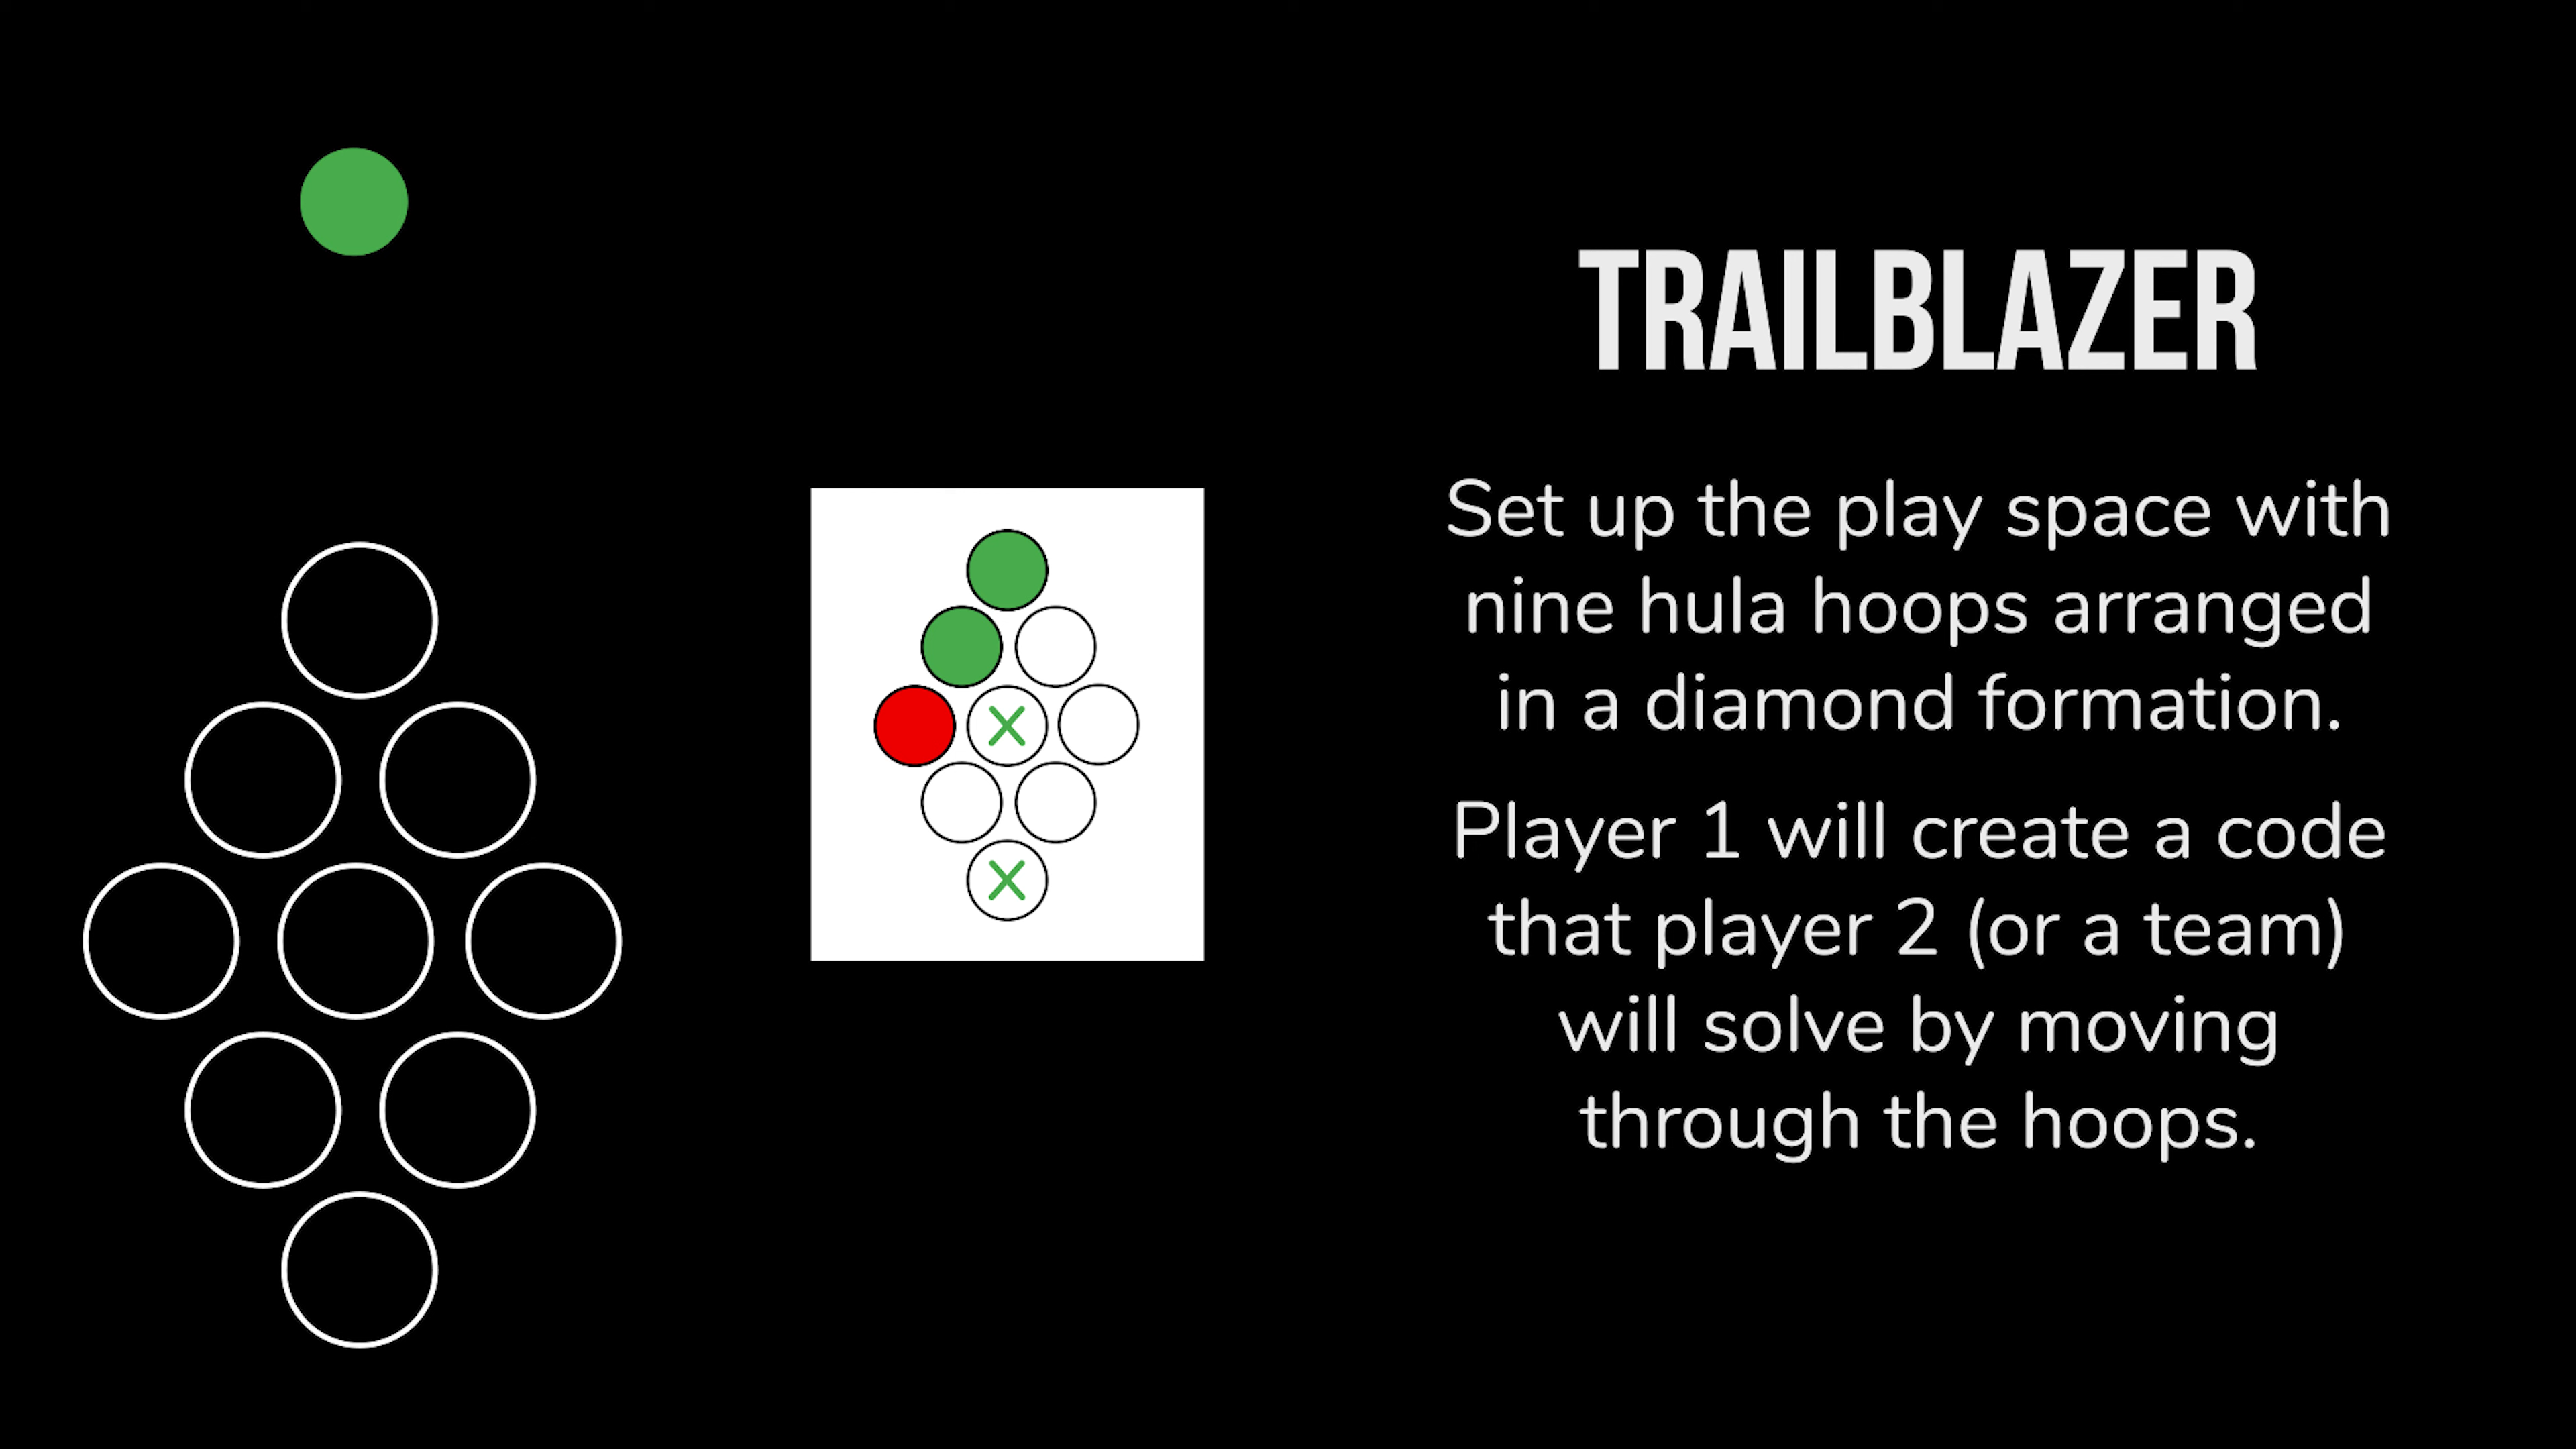 TRAILBLAZER
Set up the play space with
nine hula hoops arranged
in a diamond formation.
Player 1 will create a code
that player 2 (or a team)
will solve by moving
through the hoops.
X
X